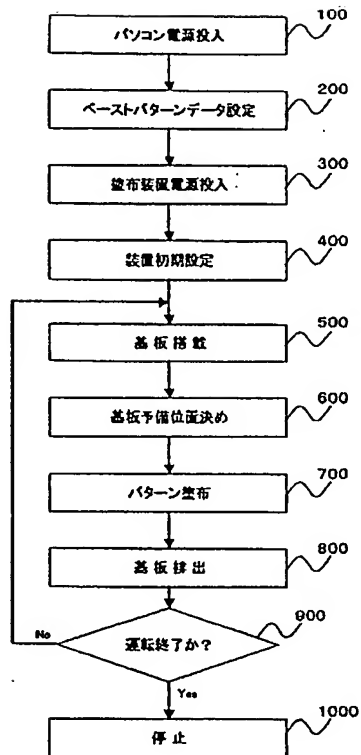 100
パソコン電源投入
200
ペーストパターンデータ設定
300
塗布装置電源投入
400
装置初期設定
500
基板搭載
600
基板予備位置決め
700
パターン塗布
800
基板排出
900
運転終了か?
No
Yes
1000
停止